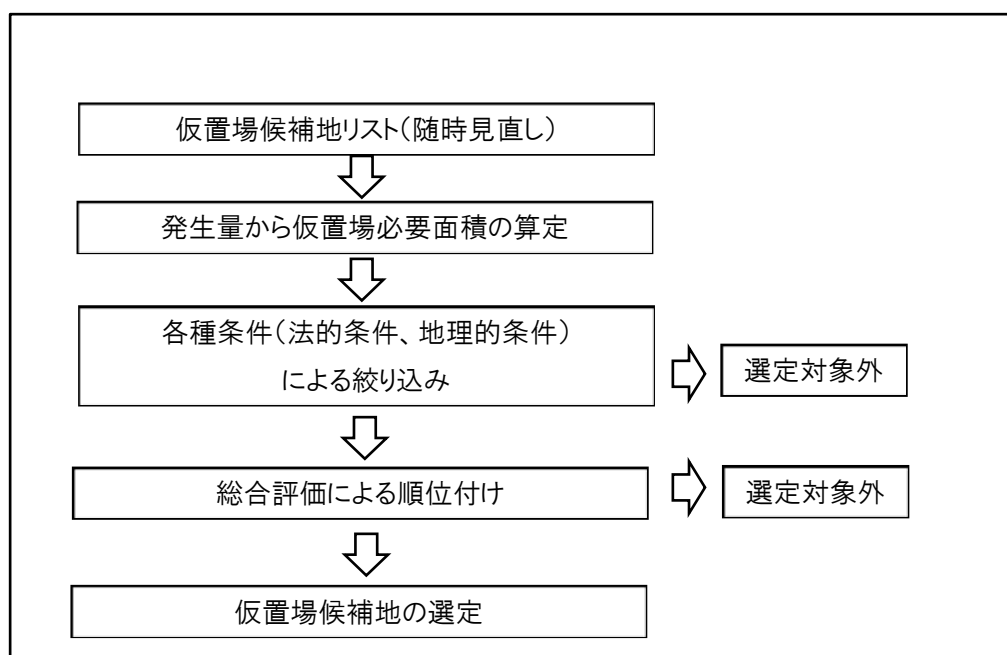 仮置場候補地リスト(随時見直し)
発生量から仮置場必要面積の算定
各種条件(法的条件、地理的条件)
による絞り込み
選定対象外
総合評価による順位付け
選定対象外
仮置場候補地の選定